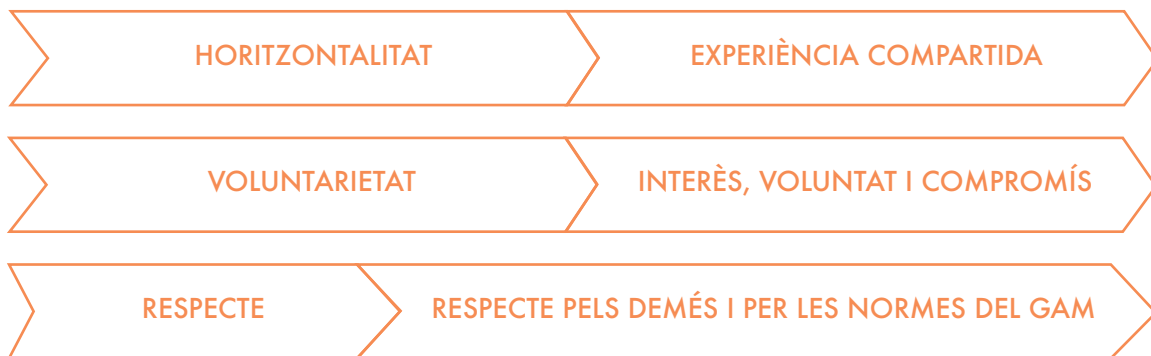 HORITZONTALITAT
EXPERIÈNCIA COMPARTIDA
VOLUNTARIETAT
INTERÈS, VOLUNTAT I COMPROMÍS
RESPECTE
RESPECTE PELS DEMÉS I PER LES NORMES DEL GAM